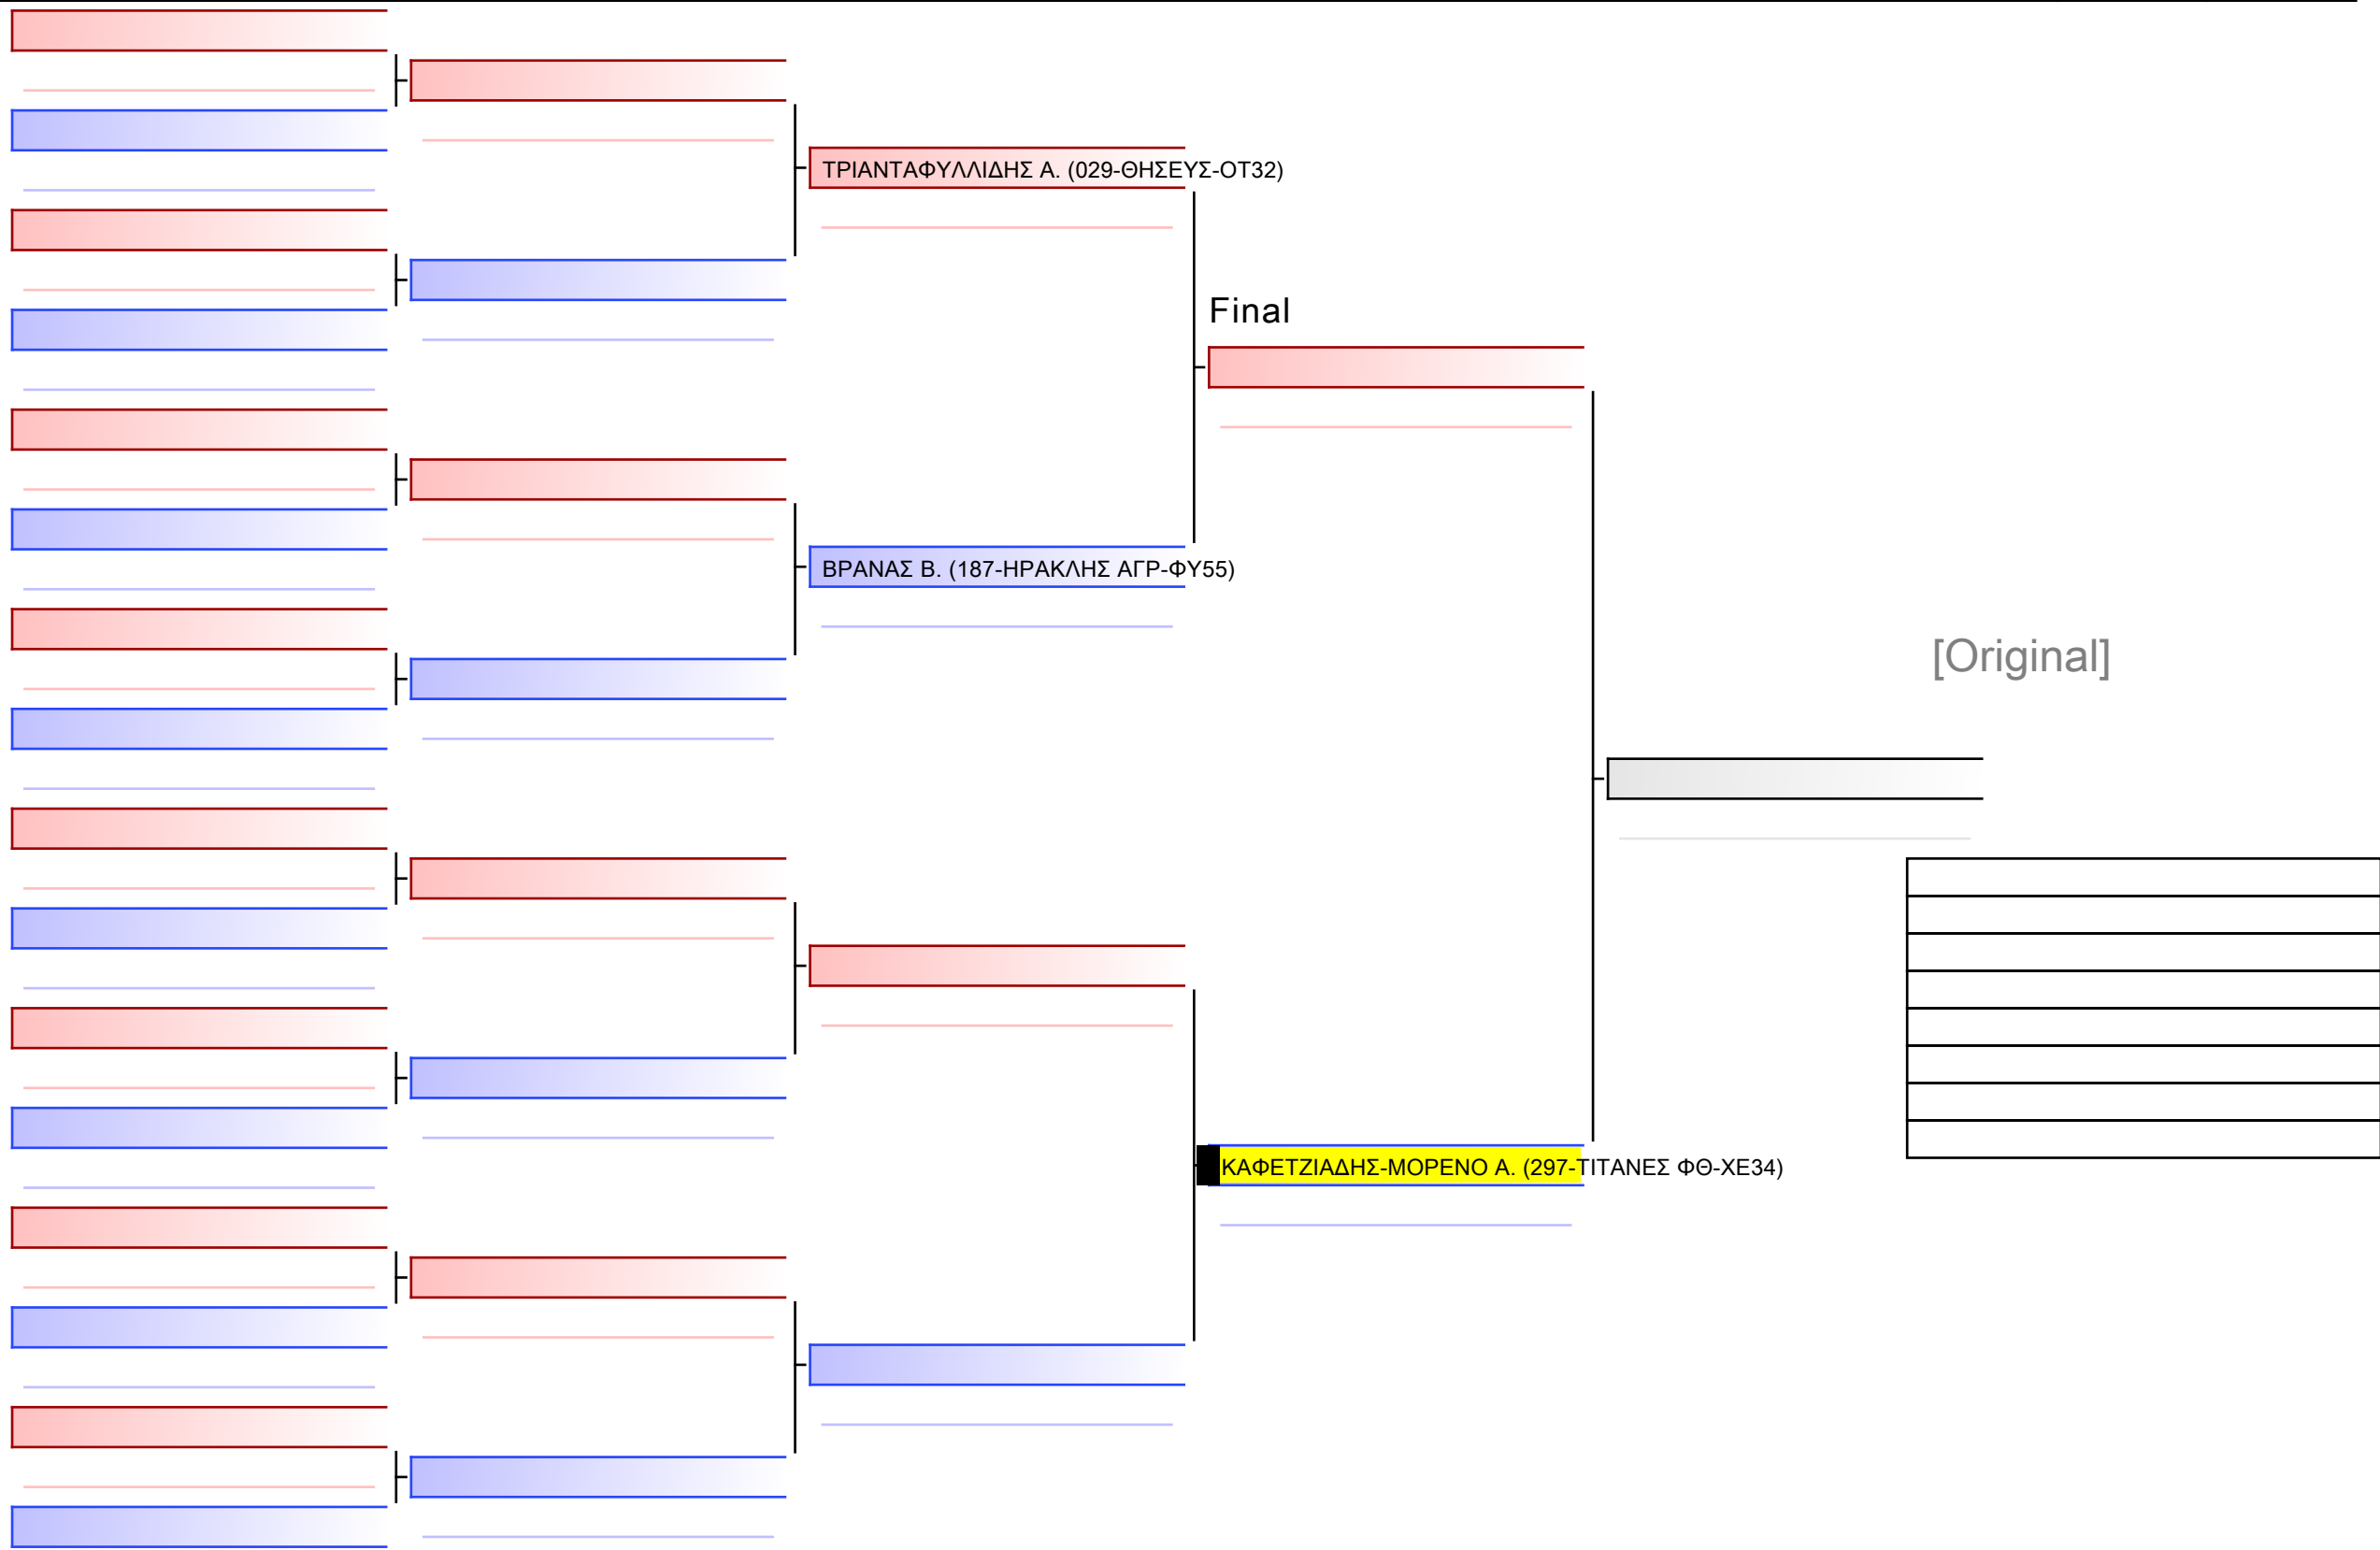 ΤΡΙΑΝΤΑΦΥΛΛΙΔΗΣ Α. (029-ΘΗΣΕΥΣ-ΟΤ32)
Final
ΒΡΑΝΑΣ Β. (187-ΗΡΑΚΛΗΣ ΑΓΡ-ΦΥ55)
[Original]
ΚΑΦΕΤΖΙΑΔΗΣ-ΜΟΡΕΝΟ Α. (297-ΤΙΤΑΝΕΣ ΦΘ-ΧΕ34)